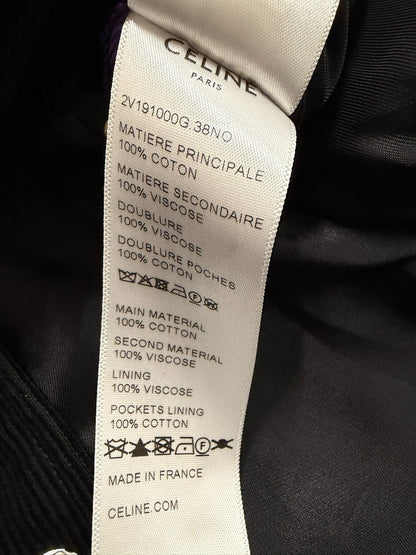 CELINE
PARIS
2V191000G.38NO
MATIERE PRINCIPALE
100% COTON
MATIERE SECONDAIRE
100% VISCOSE
DOUBLURE
100% VISCOSE
DOUBLURE POCHES
100% COTON
MAIN MATERIAL
100% COTTON
SECOND MATERIAL
100% VISCOSE
LINING
100% VISCOSE
POCKETS LINING
100% COTTON
F
MADE IN FRANCE
CELINE.COM